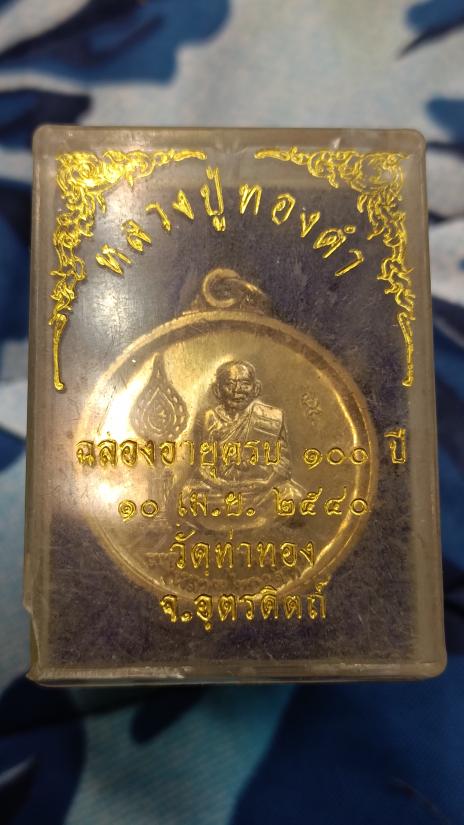 หลวงปู่ทองดำ
ฉลองอายุครบ ๑๐๐ ปี
๑๐ เม.ย. ๒๕๔๐
วัดท่าทอง
จ.อุตรดิตถ์